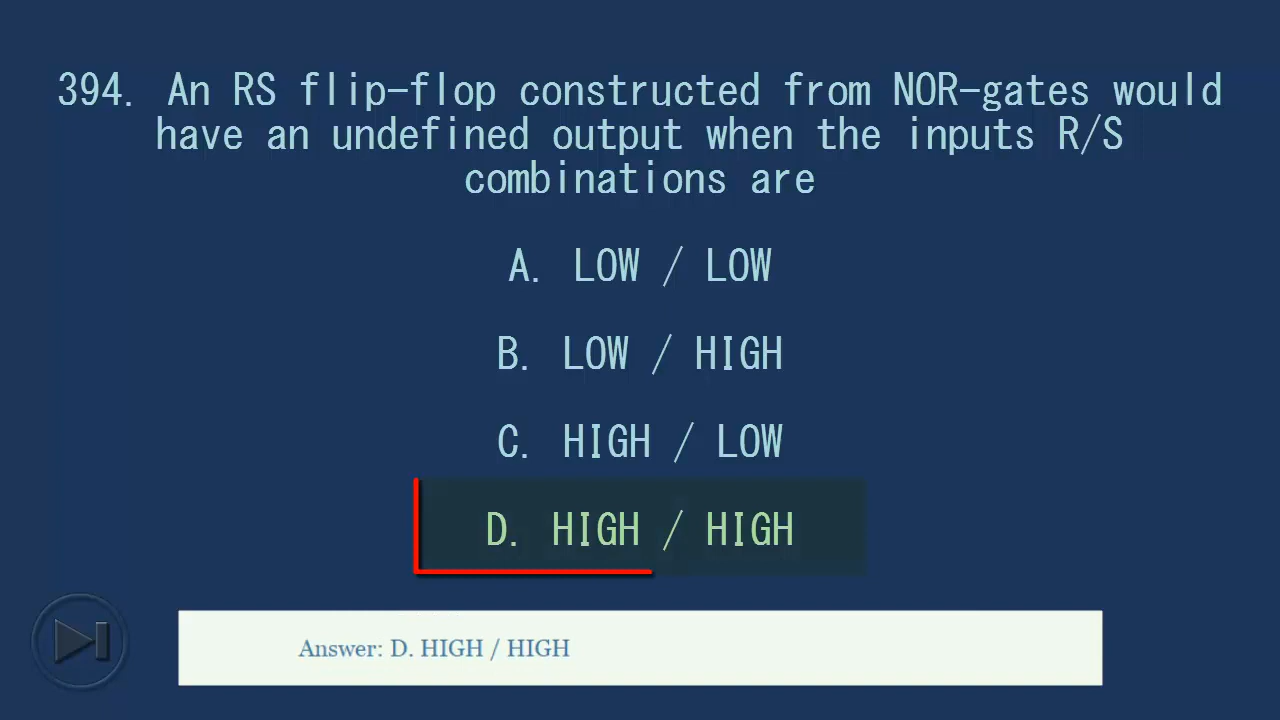 394. An RS flip-flop constructed from NOR-gates would
have an undefined output when the inputs R/S
combinations are
A. LOW / LOW
B. LOW / HIGH
C. HIGH / LOW
D. HIGH / HIGH
Answer: D. HIGH / HIGH